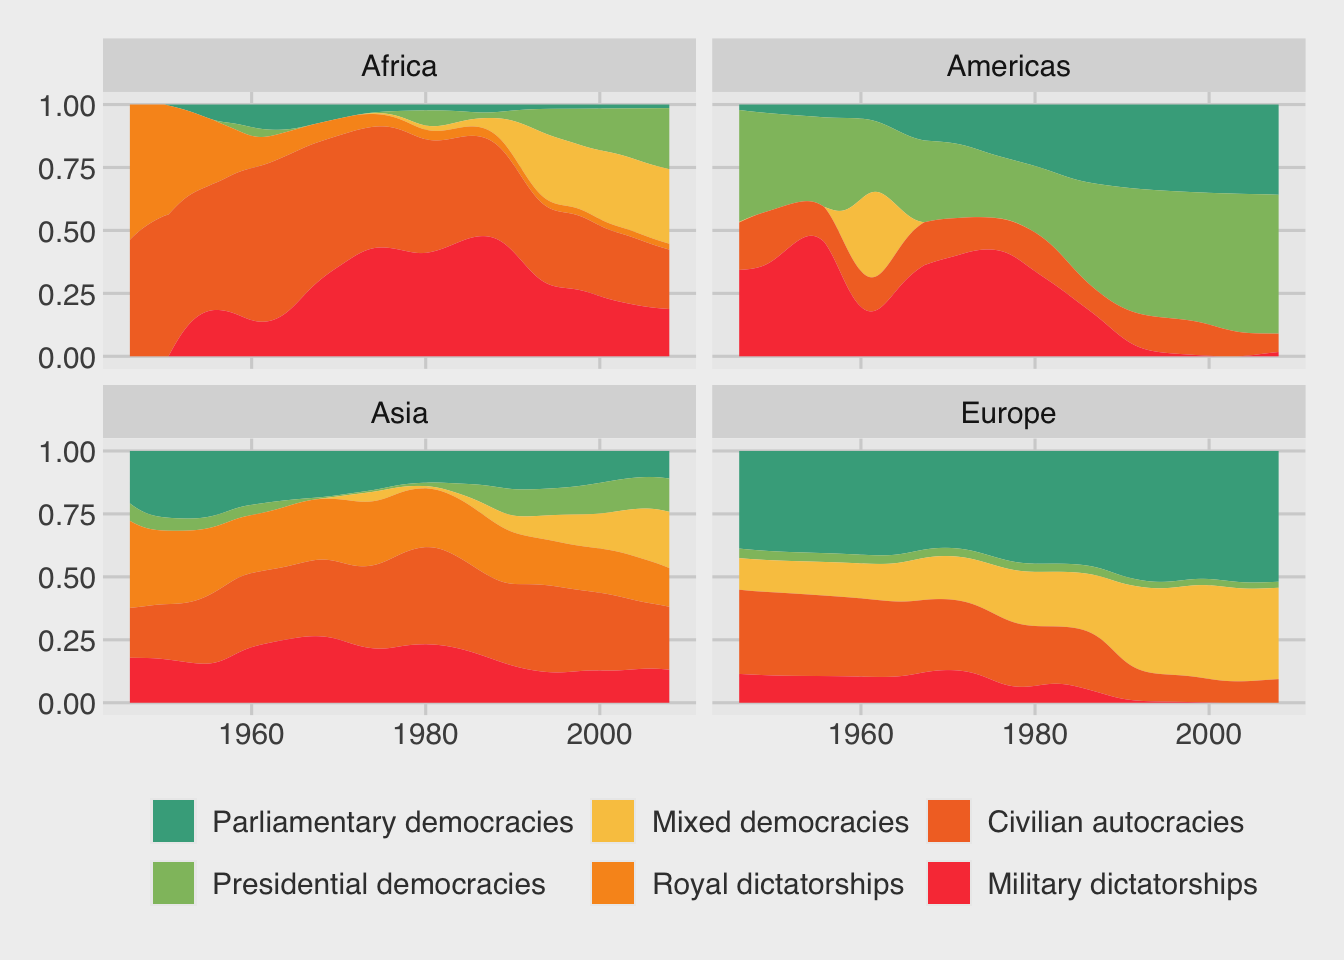 Africa
Americas
1.00
0.75
0.50
0.25
0.00
Asia
Europe
1.00
0.75
0.50
0.25
0.00
1960 1980 2000
1960 1980 2000
Parliamentary democracies
Mixed democracies
Civilian autocracies
Presidential democracies
Royal dictatorships
Military dictatorships